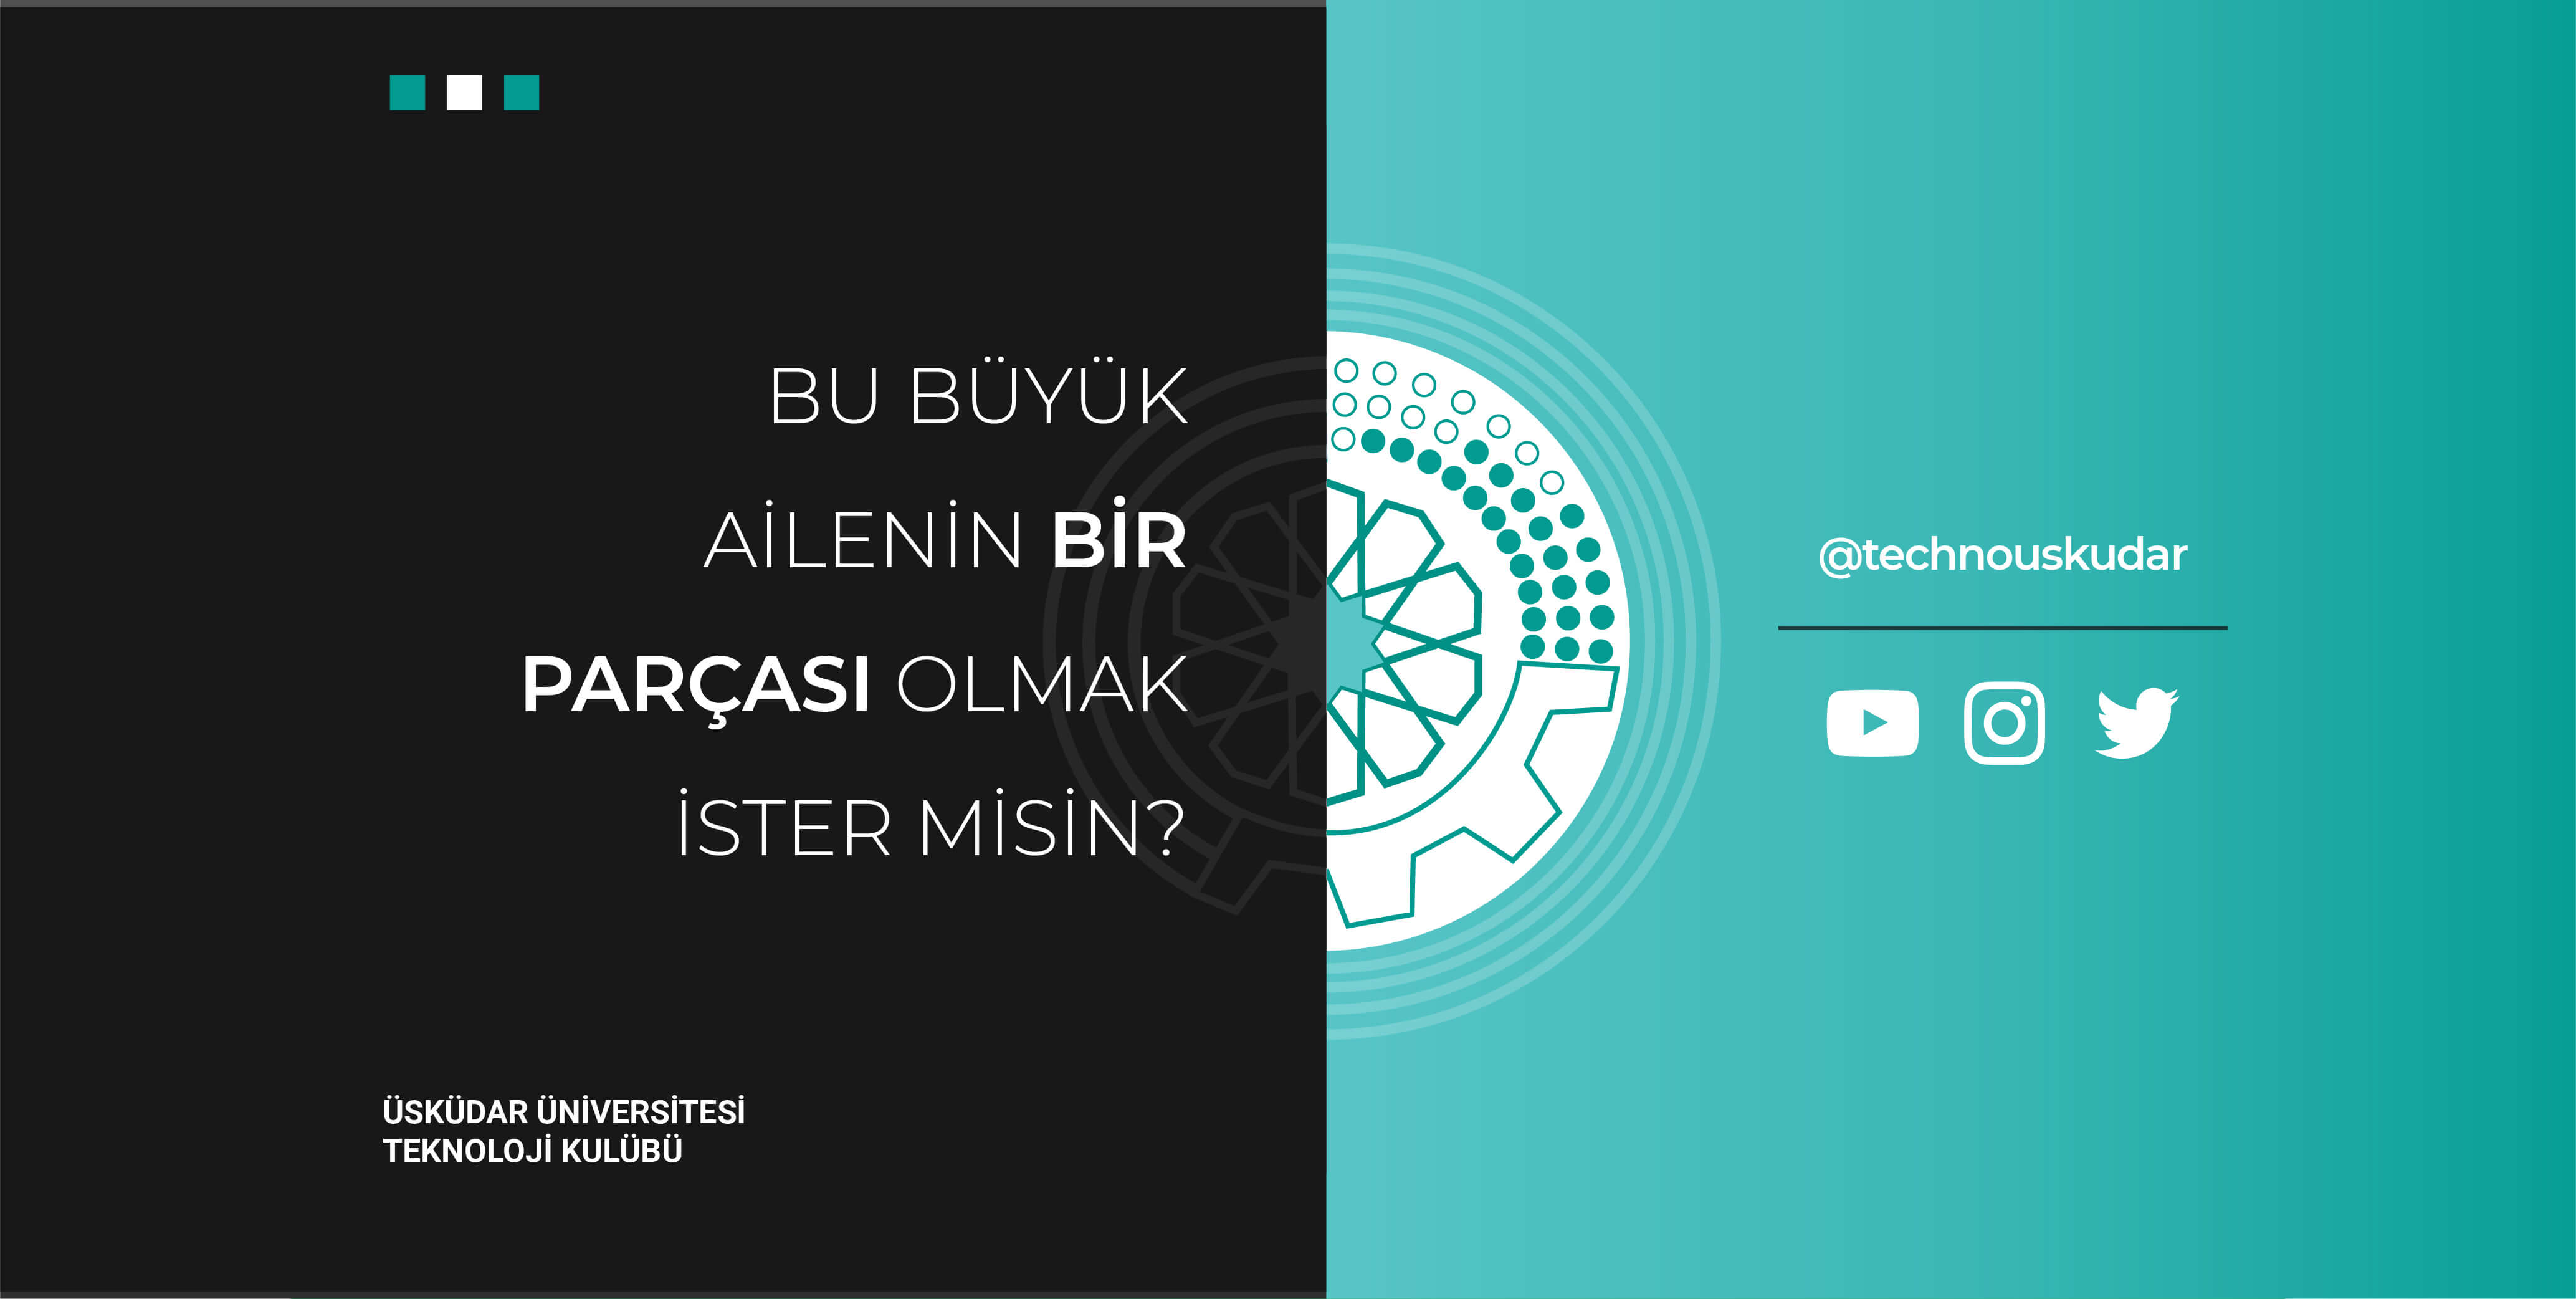 BU BÜYÜK
AİLENİN BİR
PARÇASI OLMAK
İSTER MİSİN?
ÜSKÜDAR ÜNİVERSİTESİ
TEKNOLOJİ KULÜBÜ
@technouskudar